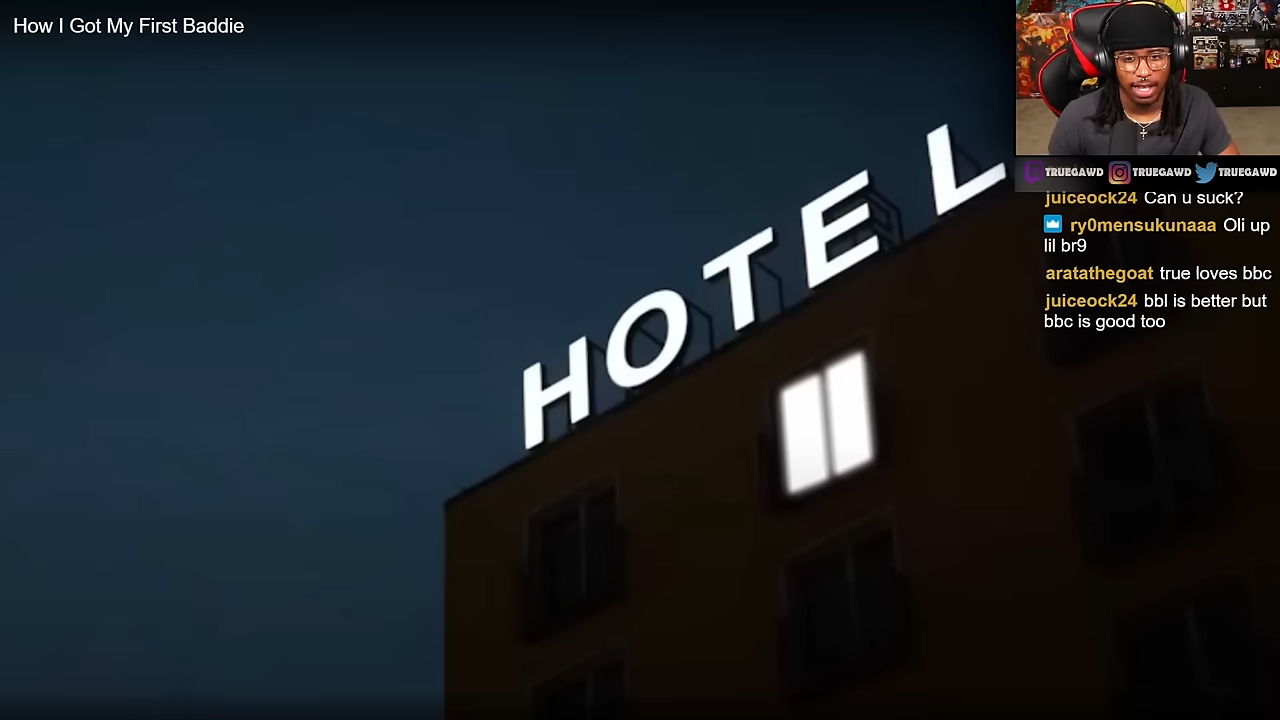 How I Got My First Baddie
HOTEL
TRUEGAWD TRUEGAWD TRUEGAWD
juiceock24 Can u suck?
ry0mensukunaaa Oli up
lil br9
aratathegoat true loves bbc
juiceock24 bbl is better but
bbc is good too